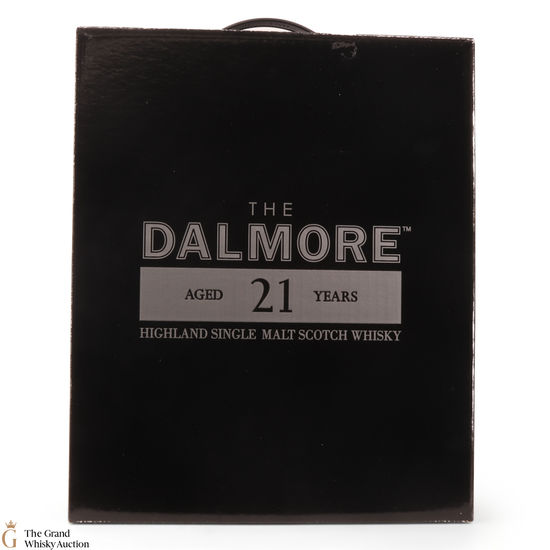 THE
DALMORE™
AGED 21 YEARS
HIGHLAND SINGLE MALT SCOTCH WHISKY
G
The Grand
Whisky Auction